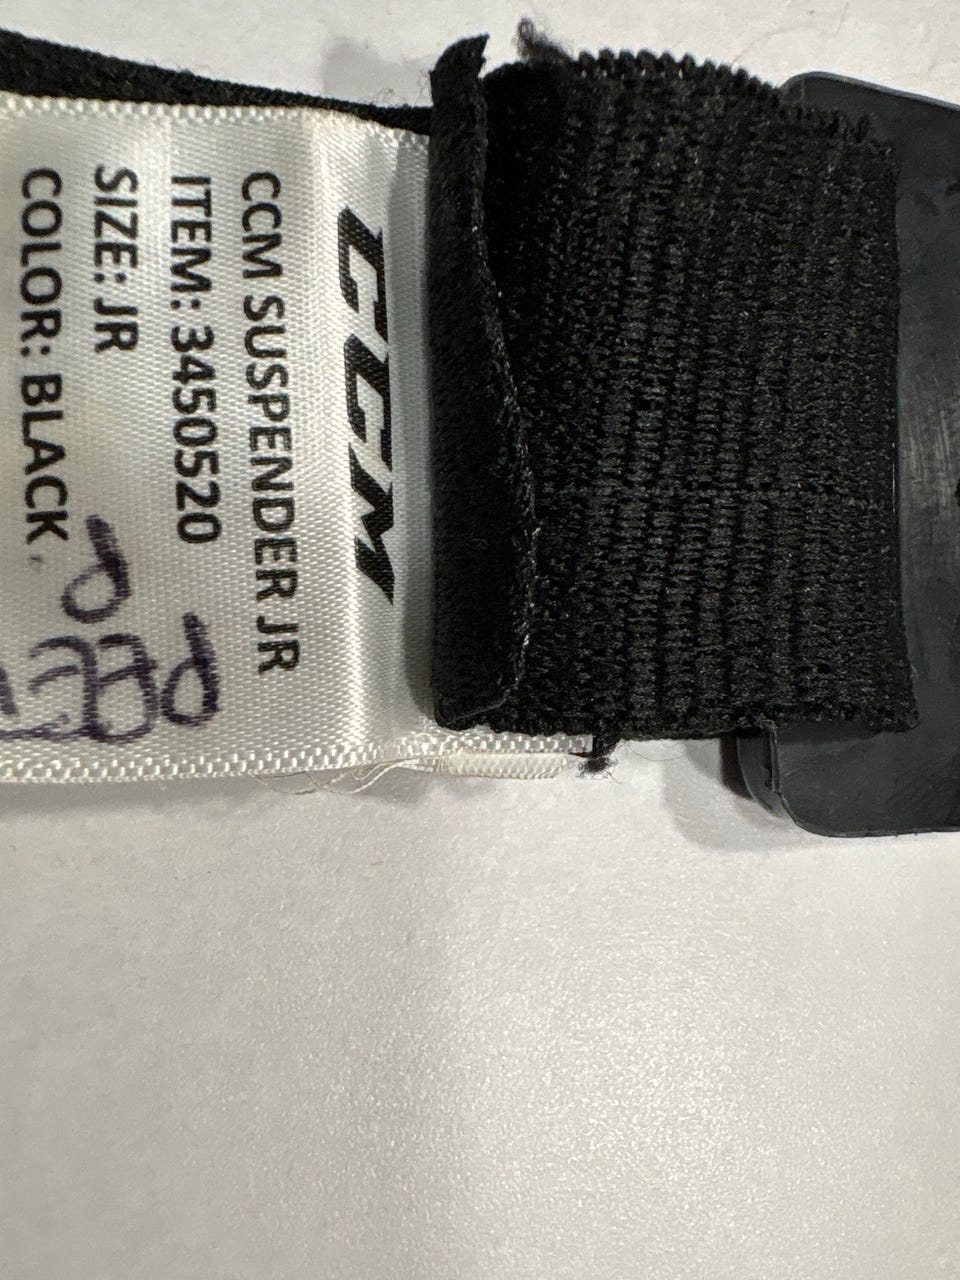 CCM
CCM SUSPENDER JR
ITEM: 3450520
SIZE: JR
COLOR: BLACK